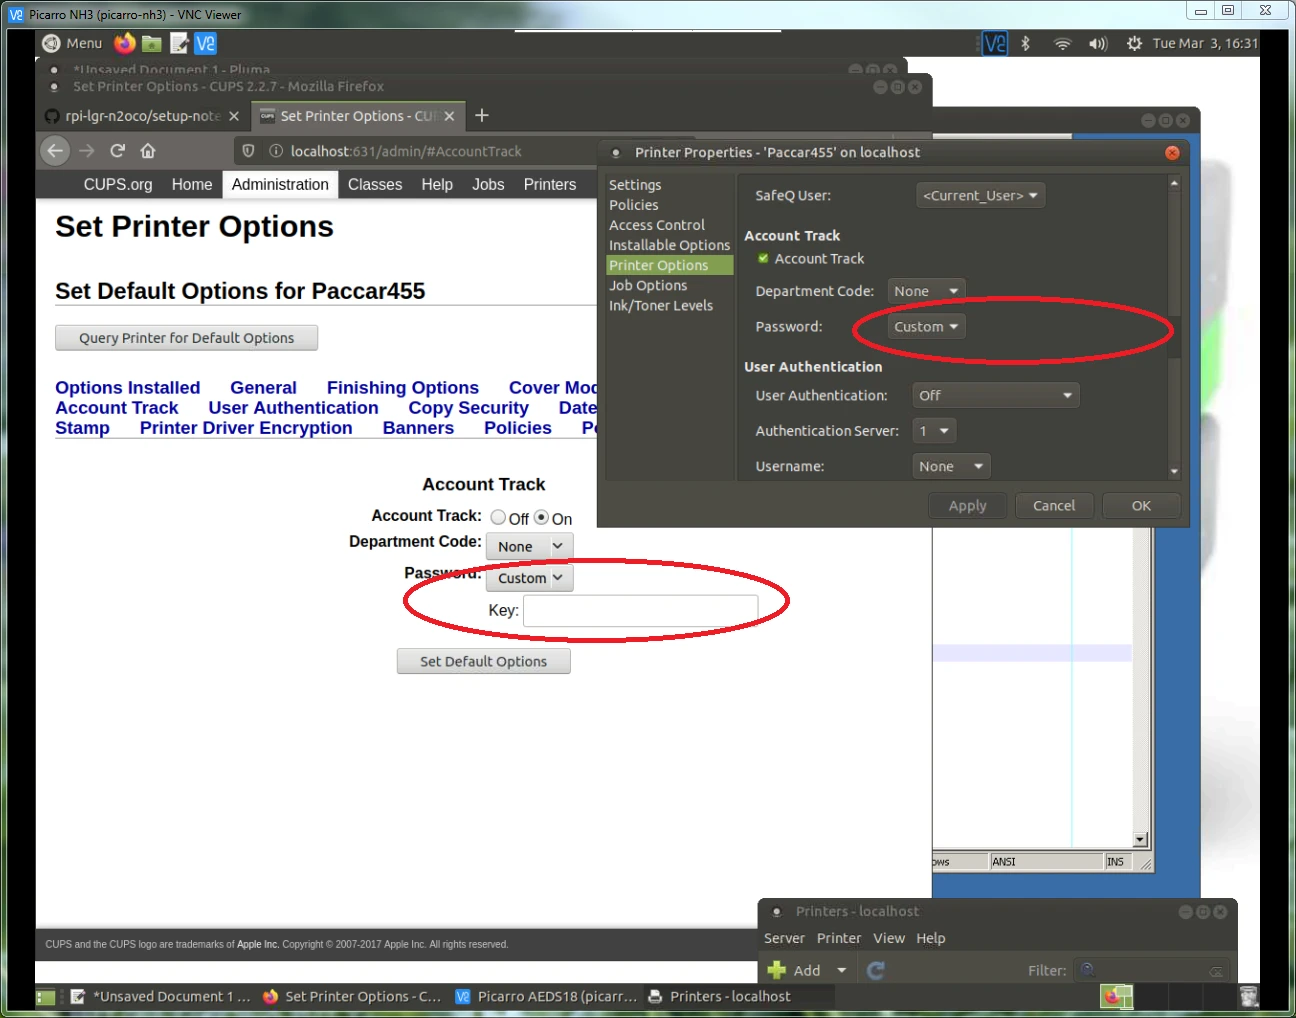 Picarro NH3 (picarro-nh3) - VNC Viewer
Menu
Tue Mar 3, 16:31
*Unsaved Document 1 - Pluma
Set Printer Options - CUPS 2.2.7 - Mozilla Firefox
rpi-lgr-n2oco/setup-note
Set Printer Options - CU
localhost:631/admin/#AccountTrack
CUPS.org Home Administration Classes Help Jobs Printers
Set Printer Options
Set Default Options for Paccar455
Query Printer for Default Options
Options Installed General Finishing Options Cover Mod
Account Track User Authentication Copy Security Date
Stamp Printer Driver Encryption Banners Policies Po
Account Track
Account Track: Off On
Department Code: None
Password: Custom
Key:
Set Default Options
CUPS and the CUPS logo are trademarks of Apple Inc. Copyright © 2007-2017 Apple Inc. All rights reserved.
Printer Properties - 'Paccar455' on localhost
Settings
Policies
Access Control
Installable Options
Printer Options
Job Options
Ink/Toner Levels
SafeQ User: <Current_User>
Account Track
Account Track
Department Code: None
Password: Custom
User Authentication
User Authentication: Off
Authentication Server: 1
Username: None
Apply Cancel OK
ows ANSI INS
Printers - localhost
Server Printer View Help
Add Filter:
*Unsaved Document 1 ... Set Printer Options - C... Picarro AEDS18 (picarr... Printers - localhost